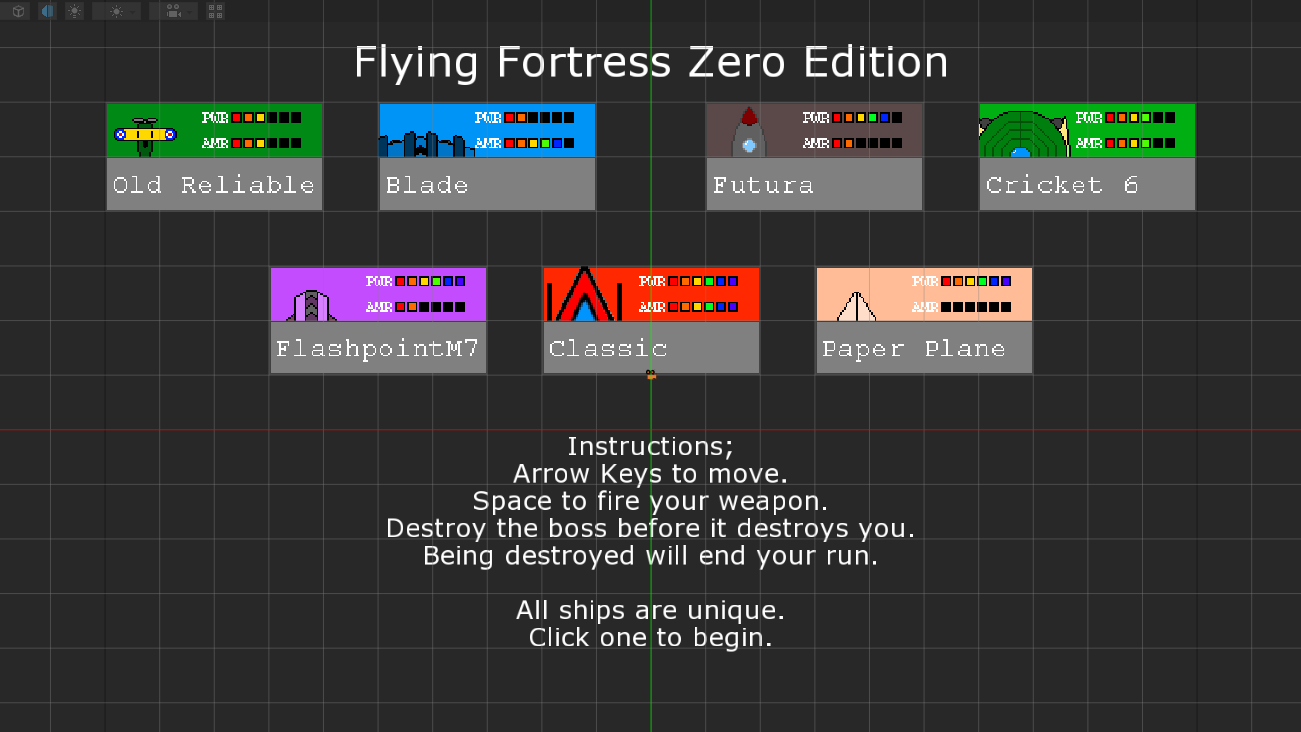 Flying Fortress Zero Edition
PWR
AMR
Old Reliable
PWR
AMR
Blade
PWR
AMR
Futura
PWR
AMR
Cricket 6
PWR
AMR
FlashpointM7
PWR
AMR
Classic
PWR
AMR
Paper Plane
Instructions;
Arrow Keys to move.
Space to fire your weapon.
Destroy the boss before it destroys you.
Being destroyed will end your run.
All ships are unique.
Click one to begin.